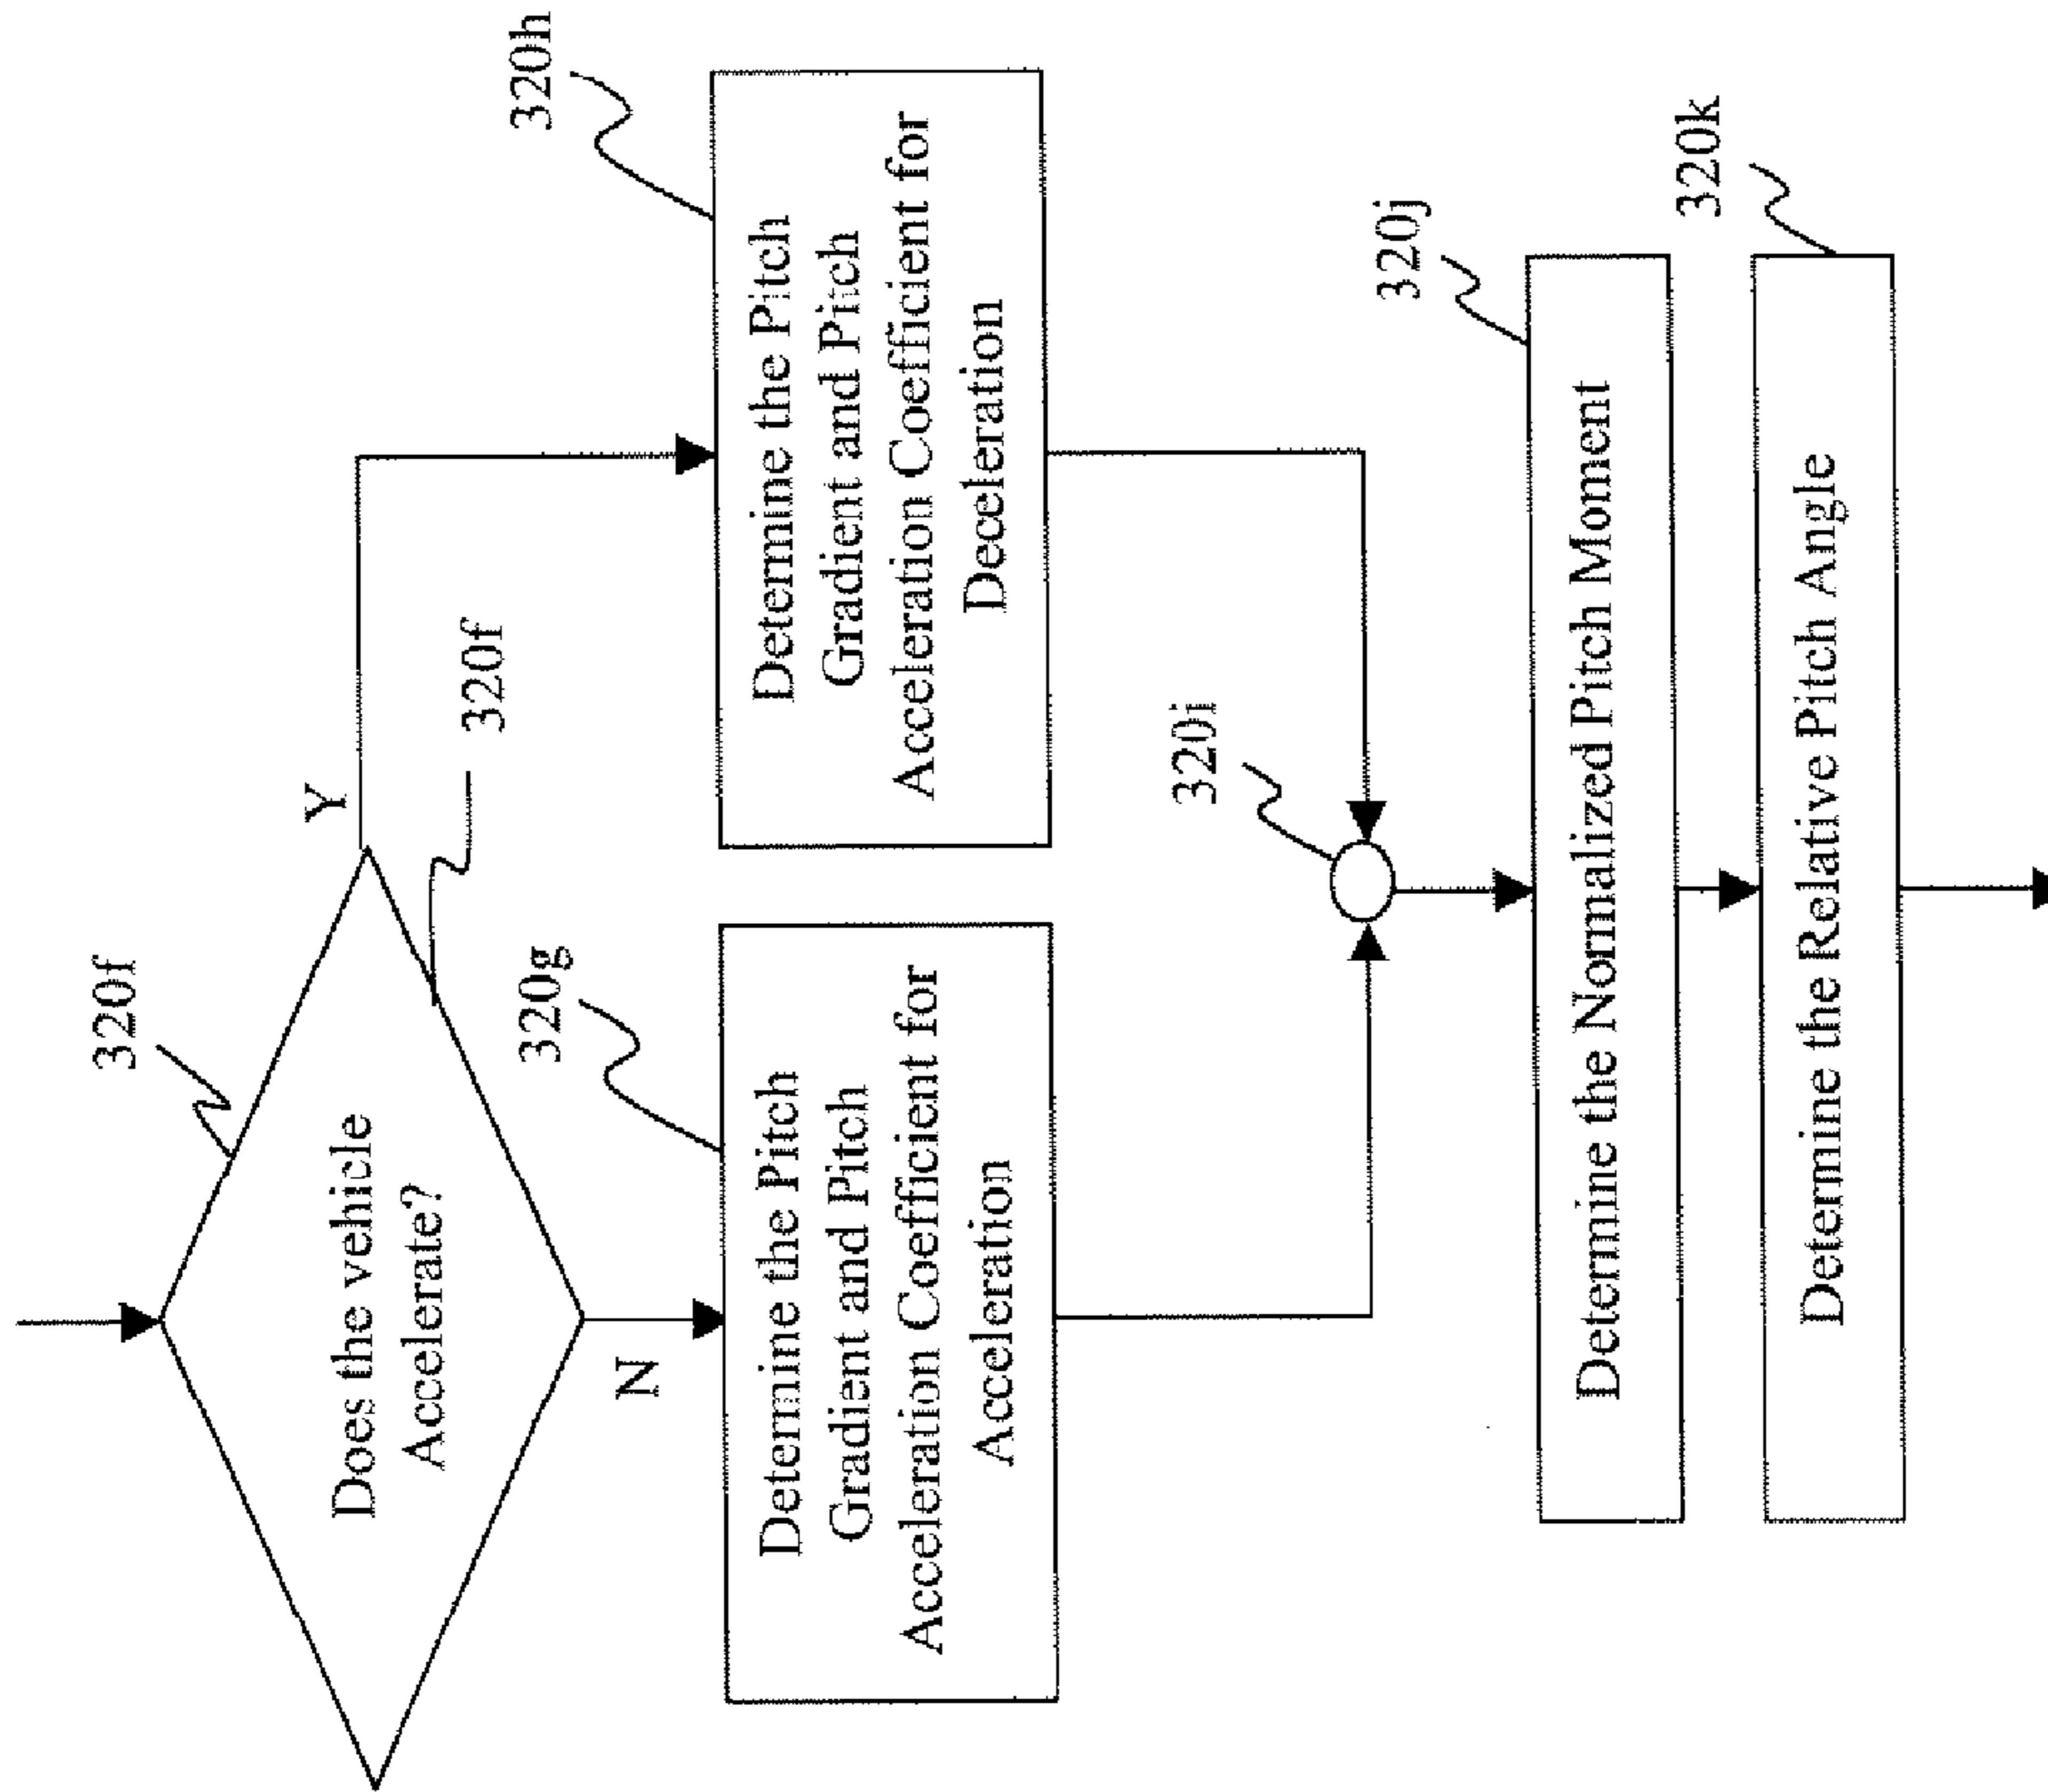 320f
Does the vehicle
Accelerate?
Y
320f
N
320g
Determine the Pitch
Gradient and Pitch
Acceleration Coefficient for
Acceleration
320h
Determine the Pitch
Gradient and Pitch
Acceleration Coefficient for
Deceleration
320i
320j
Determine the Normalized Pitch Moment
320k
Determine the Relative Pitch Angle